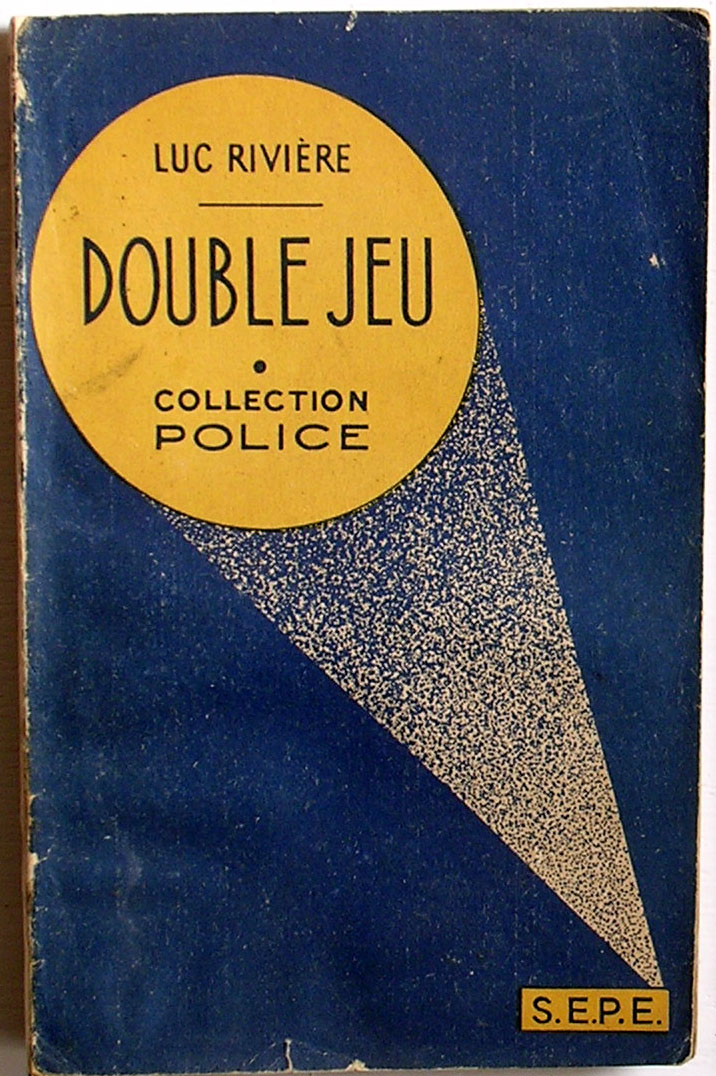 LUC RIVIÈRE
DOUBLE JEU
COLLECTION
POLICE
S.E.P.E.